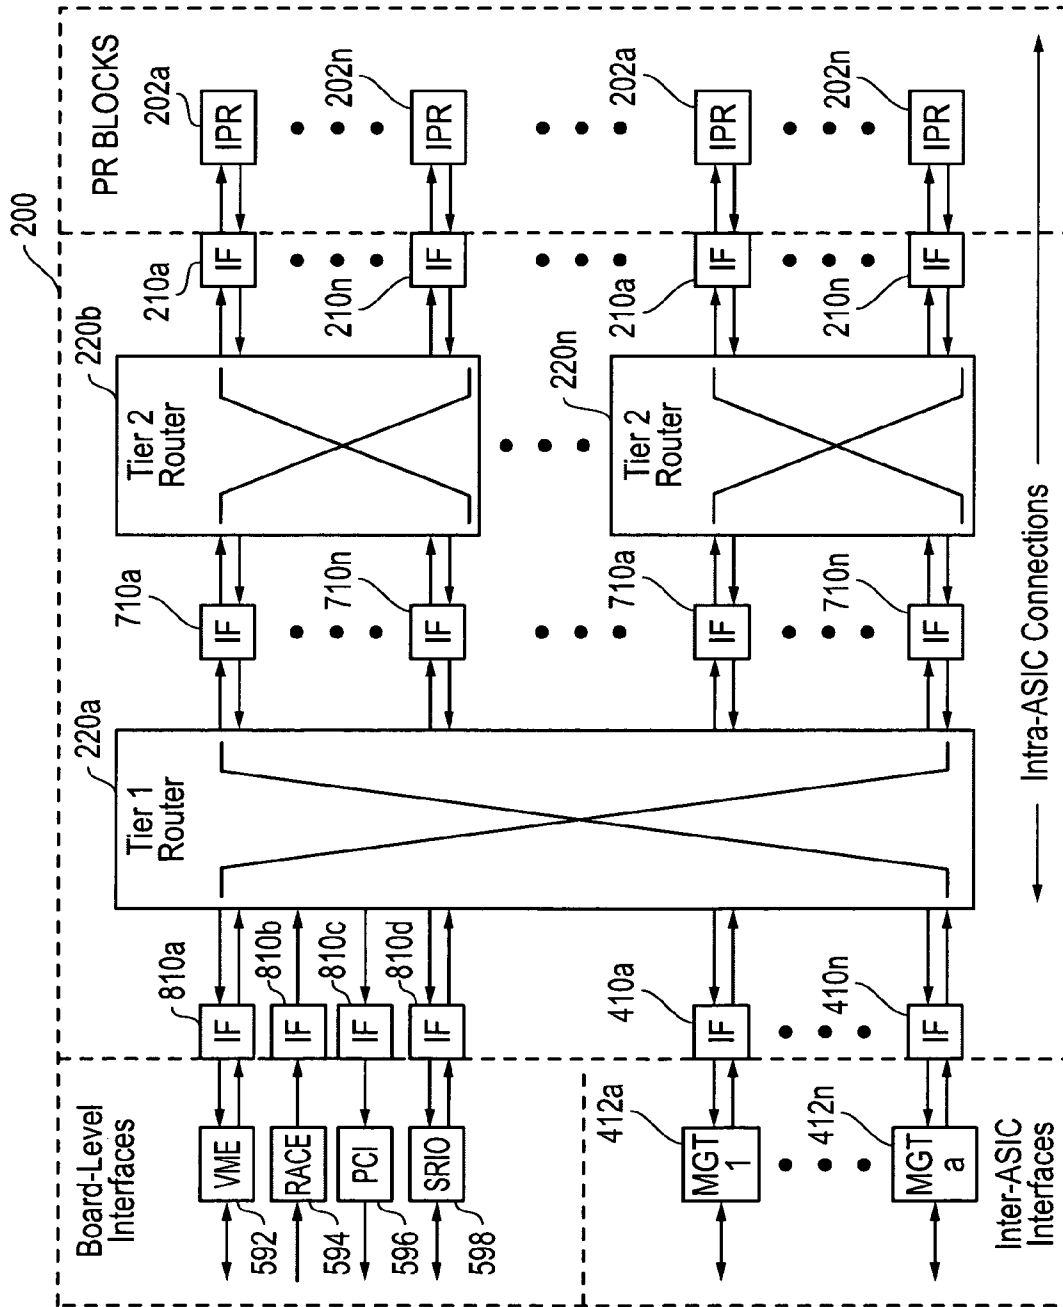 200
Board-Level
Interfaces
VME
592
RACE
594
PCI
596
SRIO
598
412a
MGT
1
412n
MGT
a
Inter-ASIC
Interfaces
810a
IF
810b
IF
810c
IF
810d
IF
410a
IF
410n
IF
220a
Tier 1
Router
710a
IF
710n
IF
710a
IF
710n
IF
220b
Tier 2
Router
220n
Tier 2
Router
210a
IF
210n
IF
210a
IF
210n
IF
PR BLOCKS
202a
IPR
202n
IPR
202a
IPR
202n
IPR
Intra-ASIC Connections